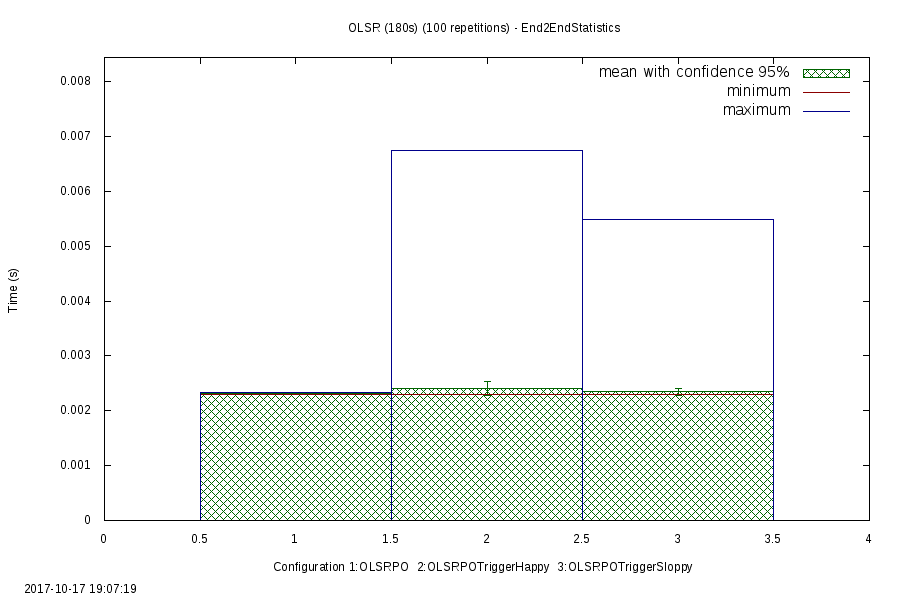 OLSR (180s) (100 repetitions) - End2EndStatistics
mean with confidence 95%
minimum
maximum
0.008
0.007
0.006
0.005
0.004
0.003
0.002
0.001
0
Time (s)
0 0.5 1 1.5 2 2.5 3 3.5 4
Configuration 1:OLSRPO 2:OLSRPOTriggerHappy 3:OLSRPOTriggerSloppy
2017-10-17 19:07:19